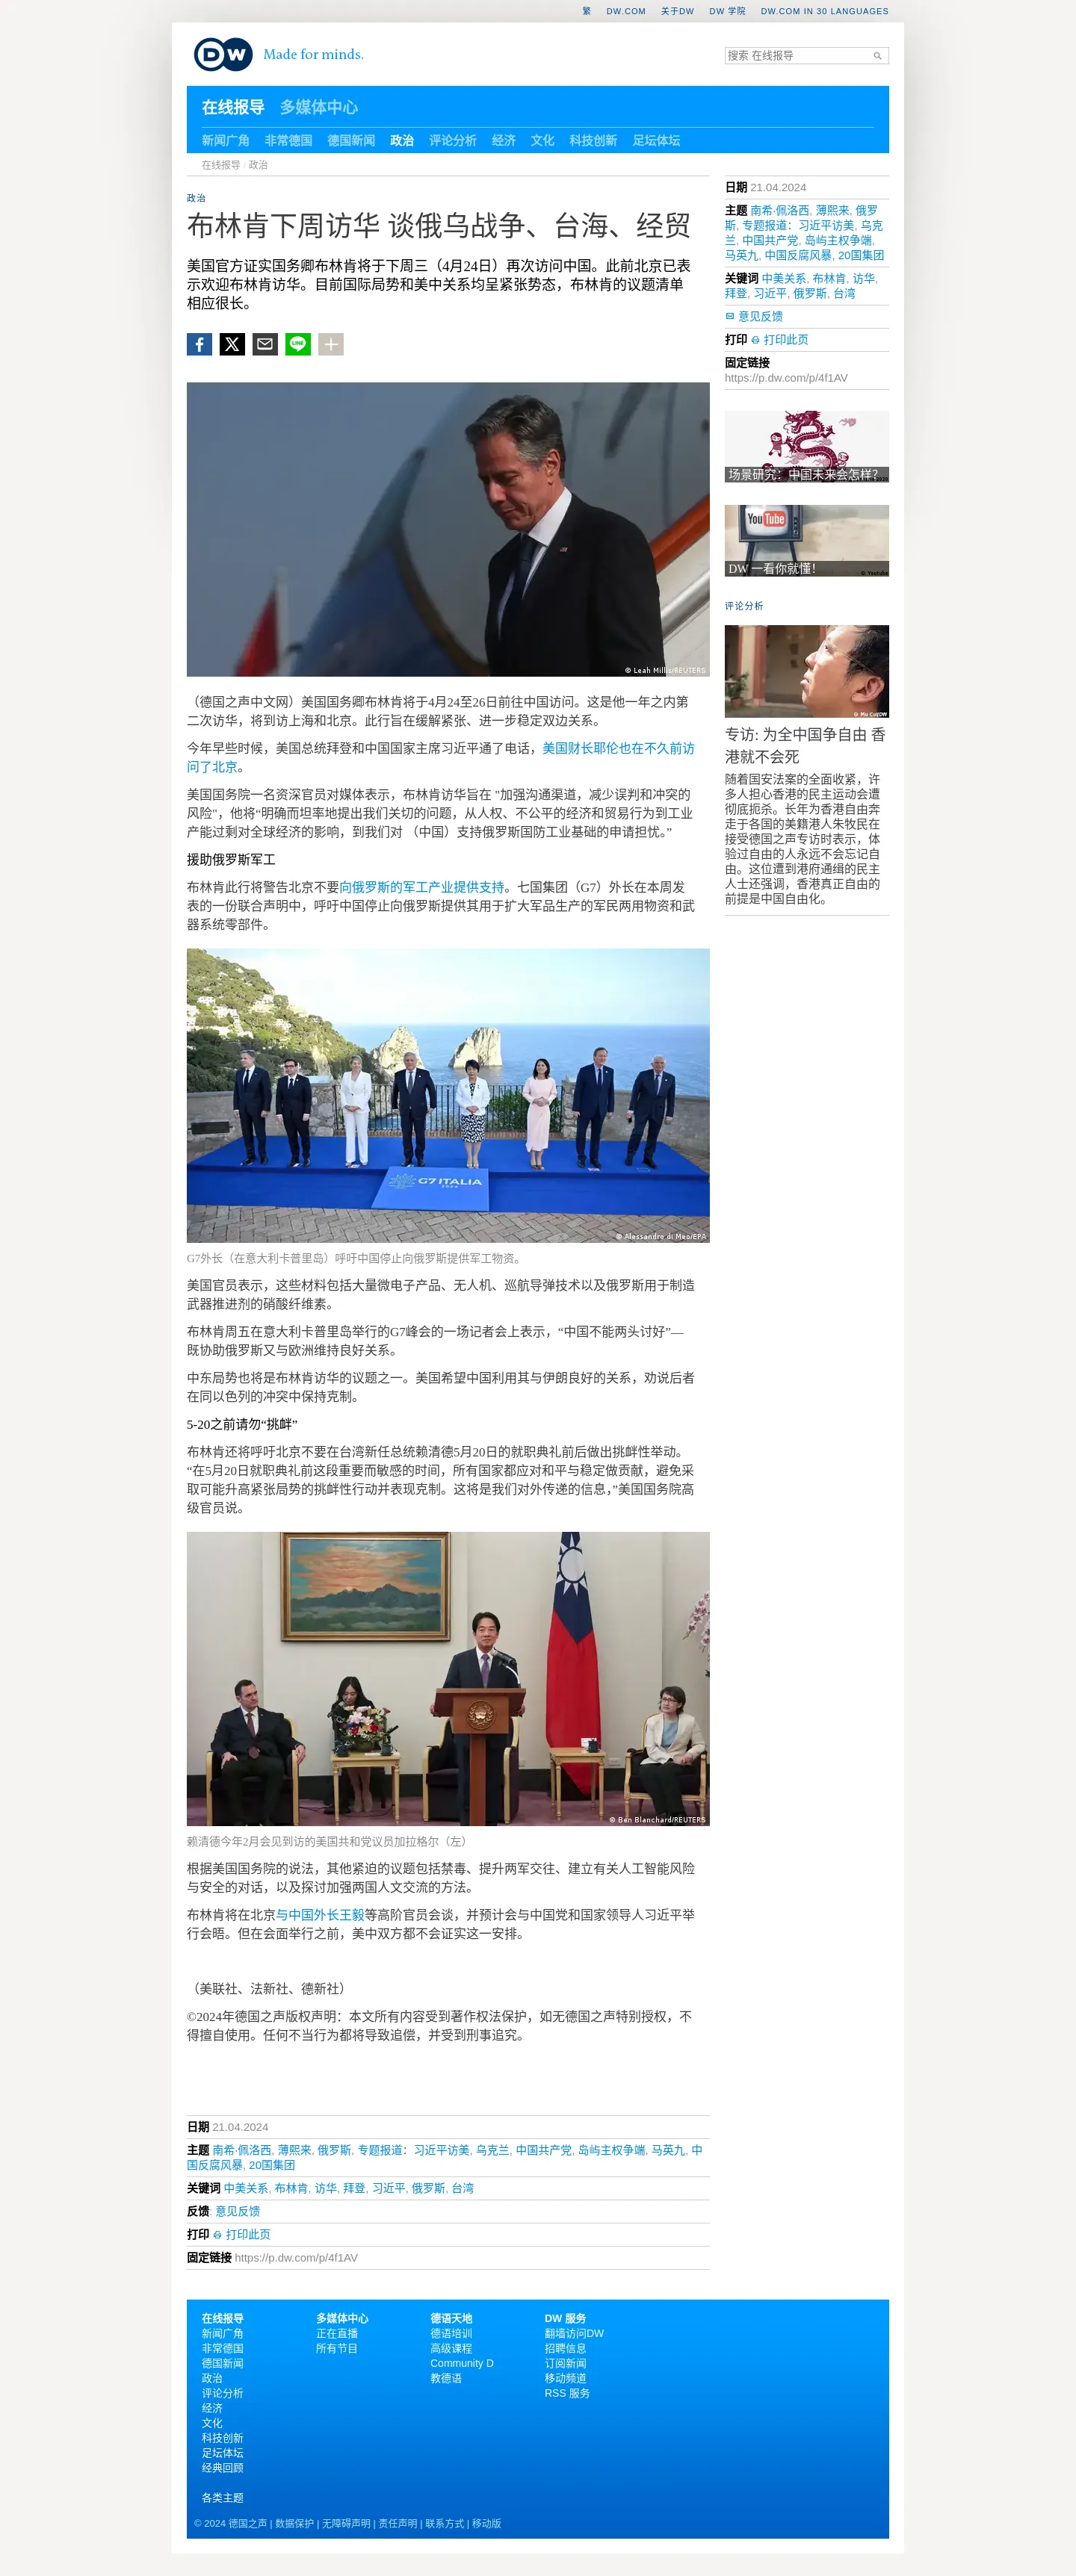 繁 DW.COM 关于DW DW 学院 DW.COM IN 30 LANGUAGES
DW Made for minds.
搜索 在线报导
在线报导 多媒体中心
新闻广角 非常德国 德国新闻 政治 评论分析 经济 文化 科技创新 足坛体坛
在线报导 / 政治
政治
布林肯下周访华 谈俄乌战争、台海、经贸
美国官方证实国务卿布林肯将于下周三（4月24日）再次访问中国。此前北京已表
示欢迎布林肯访华。目前国际局势和美中关系均呈紧张势态，布林肯的议题清单
相应很长。
© Leah Millis/REUTERS
（德国之声中文网）美国国务卿布林肯将于4月24至26日前往中国访问。这是他一年之内第
二次访华，将到访上海和北京。此行旨在缓解紧张、进一步稳定双边关系。
今年早些时候，美国总统拜登和中国国家主席习近平通了电话，美国财长耶伦也在不久前访
问了北京。
美国国务院一名资深官员对媒体表示，布林肯访华旨在 "加强沟通渠道，减少误判和冲突的
风险"，他将“明确而坦率地提出我们关切的问题，从人权、不公平的经济和贸易行为到工业
产能过剩对全球经济的影响，到我们对 （中国）支持俄罗斯国防工业基础的申请担忧。”
援助俄罗斯军工
布林肯此行将警告北京不要向俄罗斯的军工产业提供支持。七国集团（G7）外长在本周发
表的一份联合声明中，呼吁中国停止向俄罗斯提供其用于扩大军品生产的军民两用物资和武
器系统零部件。
G7 ITALIA
© Alessandro di Meo/EPA
G7外长（在意大利卡普里岛）呼吁中国停止向俄罗斯提供军工物资。
美国官员表示，这些材料包括大量微电子产品、无人机、巡航导弹技术以及俄罗斯用于制造
武器推进剂的硝酸纤维素。
布林肯周五在意大利卡普里岛举行的G7峰会的一场记者会上表示，“中国不能两头讨好”—
既协助俄罗斯又与欧洲维持良好关系。
中东局势也将是布林肯访华的议题之一。美国希望中国利用其与伊朗良好的关系，劝说后者
在同以色列的冲突中保持克制。
5-20之前请勿“挑衅”
布林肯还将呼吁北京不要在台湾新任总统赖清德5月20日的就职典礼前后做出挑衅性举动。
“在5月20日就职典礼前这段重要而敏感的时间，所有国家都应对和平与稳定做贡献，避免采
取可能升高紧张局势的挑衅性行动并表现克制。这将是我们对外传递的信息，”美国国务院高
级官员说。
© Ben Blanchard/REUTERS
赖清德今年2月会见到访的美国共和党议员加拉格尔（左）
根据美国国务院的说法，其他紧迫的议题包括禁毒、提升两军交往、建立有关人工智能风险
与安全的对话，以及探讨加强两国人文交流的方法。
布林肯将在北京与中国外长王毅等高阶官员会谈，并预计会与中国党和国家领导人习近平举
行会晤。但在会面举行之前，美中双方都不会证实这一安排。
（美联社、法新社、德新社）
©2024年德国之声版权声明：本文所有内容受到著作权法保护，如无德国之声特别授权，不
得擅自使用。任何不当行为都将导致追偿，并受到刑事追究。
日期 21.04.2024
主题 南希·佩洛西, 薄熙来, 俄罗斯, 专题报道：习近平访美, 乌克兰, 中国共产党, 岛屿主权争端, 马英九, 中
国反腐风暴, 20国集团
关键词 中美关系, 布林肯, 访华, 拜登, 习近平, 俄罗斯, 台湾
反馈: 意见反馈
打印 打印此页
固定链接 https://p.dw.com/p/4f1AV
日期 21.04.2024
主题 南希·佩洛西, 薄熙来, 俄罗
斯, 专题报道：习近平访美, 乌克
兰, 中国共产党, 岛屿主权争端,
马英九, 中国反腐风暴, 20国集团
关键词 中美关系, 布林肯, 访华,
拜登, 习近平, 俄罗斯, 台湾
意见反馈
打印 打印此页
固定链接
https://p.dw.com/p/4f1AV
场景研究：中国未来会怎样？
YouTube
DW 一看你就懂！
© Youtube
评论分析
© Mu Cui/DW
专访: 为全中国争自由 香
港就不会死
随着国安法案的全面收紧，许
多人担心香港的民主运动会遭
彻底扼杀。长年为香港自由奔
走于各国的美籍港人朱牧民在
接受德国之声专访时表示，体
验过自由的人永远不会忘记自
由。这位遭到港府通缉的民主
人士还强调，香港真正自由的
前提是中国自由化。
在线报导
新闻广角
非常德国
德国新闻
政治
评论分析
经济
文化
科技创新
足坛体坛
经典回顾
各类主题
多媒体中心
正在直播
所有节目
德语天地
德语培训
高级课程
Community D
教德语
DW 服务
翻墙访问DW
招聘信息
订阅新闻
移动频道
RSS 服务
© 2024 德国之声 | 数据保护 | 无障碍声明 | 责任声明 | 联系方式 | 移动版